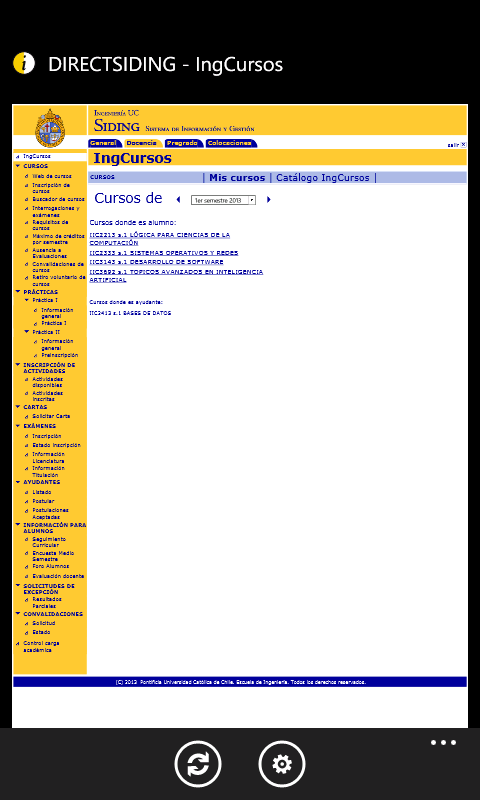 DIRECTSIDING - IngCursos
INGENIERÍA UC
SIDING SISTEMA DE INFORMACIÓN Y GESTIÓN
General Docencia Pregrado Colocaciones
salir
IngCursos
IngCursos
CURSOS | Mis cursos | Catálogo IngCursos |
Cursos de 1er semestre 2013
Cursos donde es alumno:
IIC2213 s.1 LÓGICA PARA CIENCIAS DE LA
COMPUTACIÓN
IIC2333 s.1 SISTEMAS OPERATIVOS Y REDES
IIC3143 s.1 DESARROLLO DE SOFTWARE
IIC3692 s.1 TOPICOS AVANZADOS EN INTELIGENCIA
ARTIFICIAL
Cursos donde es ayudante:
IIC3413 s.1 BASES DE DATOS
CURSOS
Web de cursos
Inscripción de
cursos
Buscador de cursos
Interrogaciones y
exámenes
Requisitos de
cursos
Máximo de créditos
por semestre
Ausencia a
Evaluaciones
Convalidaciones de
cursos
Retiro voluntario de
cursos
PRÁCTICAS
Práctica I
Información
general
Práctica I
Práctica II
Información
general
Preinscripción
INSCRIPCIÓN DE
ACTIVIDADES
Actividades
disponibles
Actividades
inscritas
CARTAS
Solicitar Carta
EXÁMENES
Inscripción
Estado inscripción
Información
Licenciatura
Información
Titulación
AYUDANTES
Listado
Postular
Postulaciones
Aceptadas
INFORMACIÓN PARA
ALUMNOS
Seguimiento
Curricular
Encuesta Medio
Semestre
Foro Alumnos
Evaluación docente
SOLICITUDES DE
EXCEPCIÓN
Resultados
Parciales
CONVALIDACIONES
Solicitud
Estado
Control carga
académica
(C) 2013 Pontificia Universidad Católica de Chile. Escuela de Ingeniería. Todos los derechos reservados.